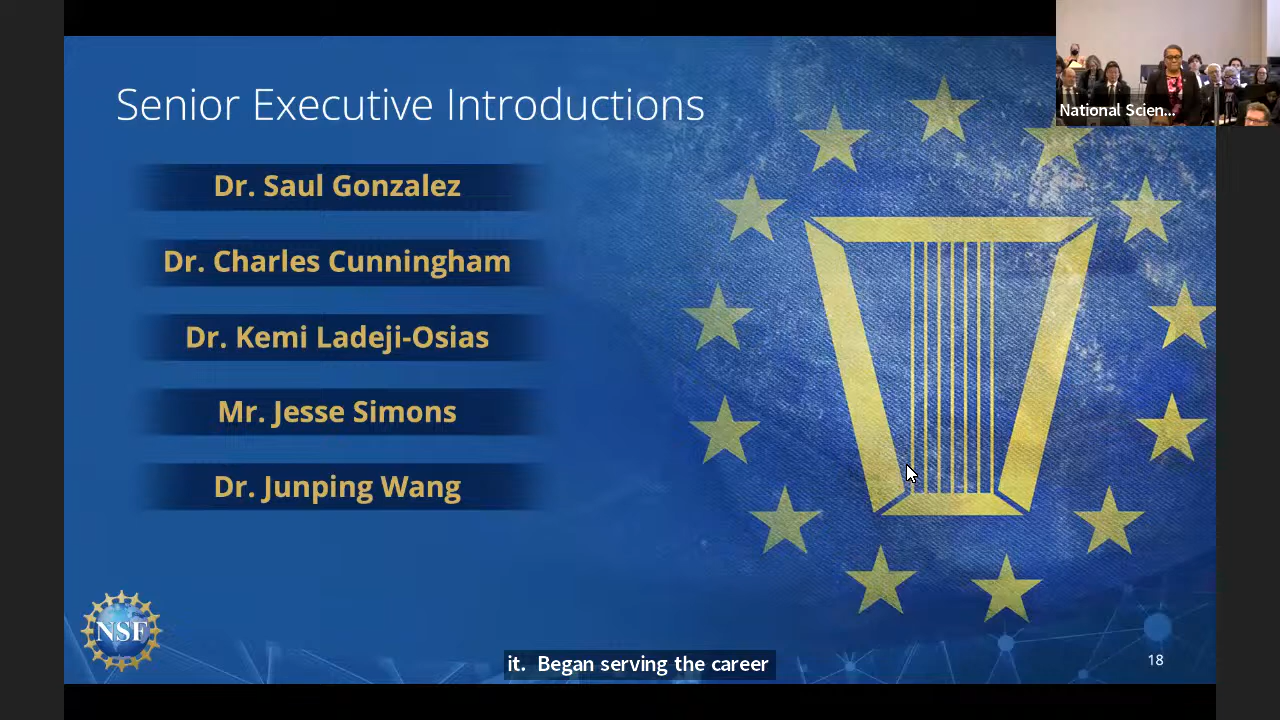 Senior Executive Introductions
National Scien...
Dr. Saul Gonzalez
Dr. Charles Cunningham
Dr. Kemi Ladeji-Osias
Mr. Jesse Simons
Dr. Junping Wang
NSF
it.  Began serving the career
18